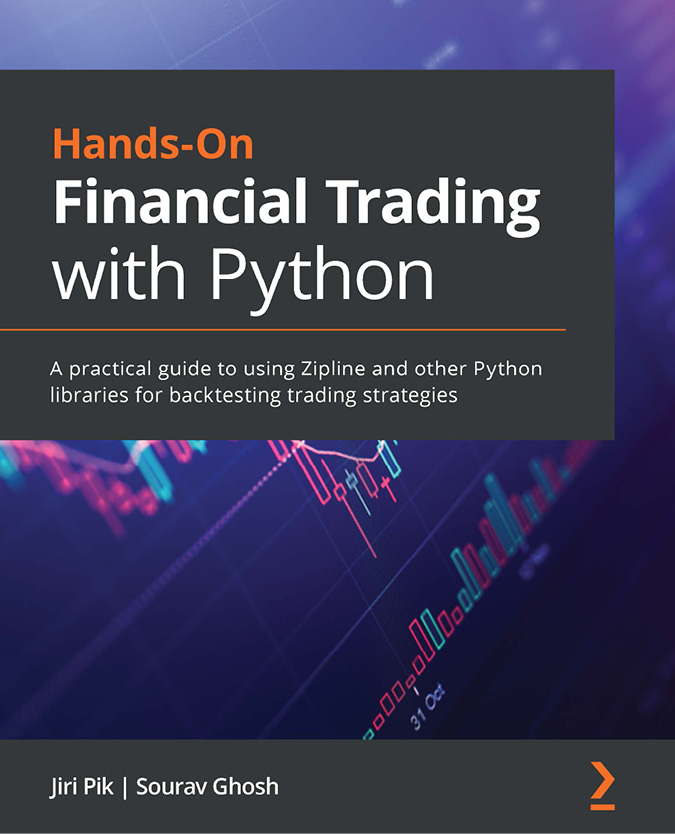 Hands-On
Financial Trading
with Python
A practical guide to using Zipline and other Python
libraries for backtesting trading strategies
31 Oct
Jiri Pik | Sourav Ghosh